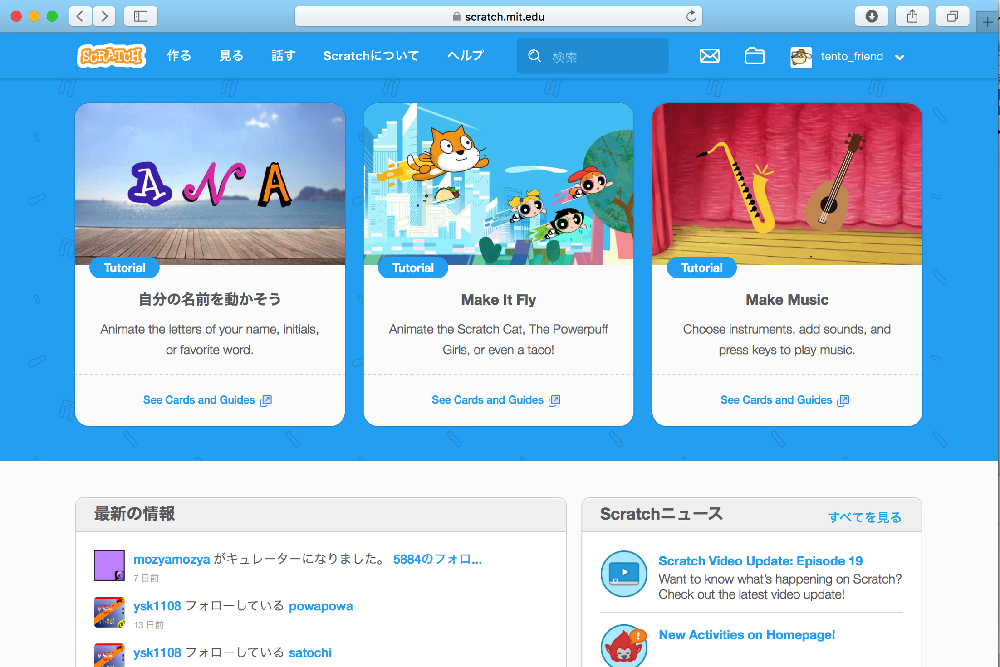 scratch.mit.edu
SCRATCH 作る 見る 話す Scratchについて ヘルプ 検索 tento_friend
A N A
Tutorial
自分の名前を動かそう
Animate the letters of your name, initials,
or favorite word.
See Cards and Guides
Tutorial
Make It Fly
Animate the Scratch Cat, The Powerpuff
Girls, or even a taco!
See Cards and Guides
Tutorial
Make Music
Choose instruments, add sounds, and
press keys to play music.
See Cards and Guides
最新の情報
mozyamozya がキュレーターになりました。 5884のフォロ...
7 日前
ysk1108 フォローしている powapowa
13 日前
ysk1108 フォローしている satochi
Scratchニュース すべてを見る
Scratch Video Update: Episode 19
Want to know what’s happening on Scratch?
Check out the latest video update!
New Activities on Homepage!